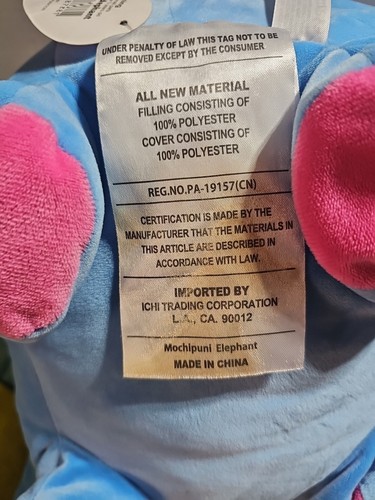 UNDER PENALTY OF LAW THIS TAG NOT TO BE
REMOVED EXCEPT BY THE CONSUMER
ALL NEW MATERIAL
FILLING CONSISTING OF
100% POLYESTER
COVER CONSISTING OF
100% POLYESTER
REG.NO.PA-19157(CN)
CERTIFICATION IS MADE BY THE
MANUFACTURER THAT THE MATERIALS IN
THIS ARTICLE ARE DESCRIBED IN
ACCORDANCE WITH LAW.
IMPORTED BY
ICHI TRADING CORPORATION
L.A., CA. 90012
Mochipuni Elephant
MADE IN CHINA